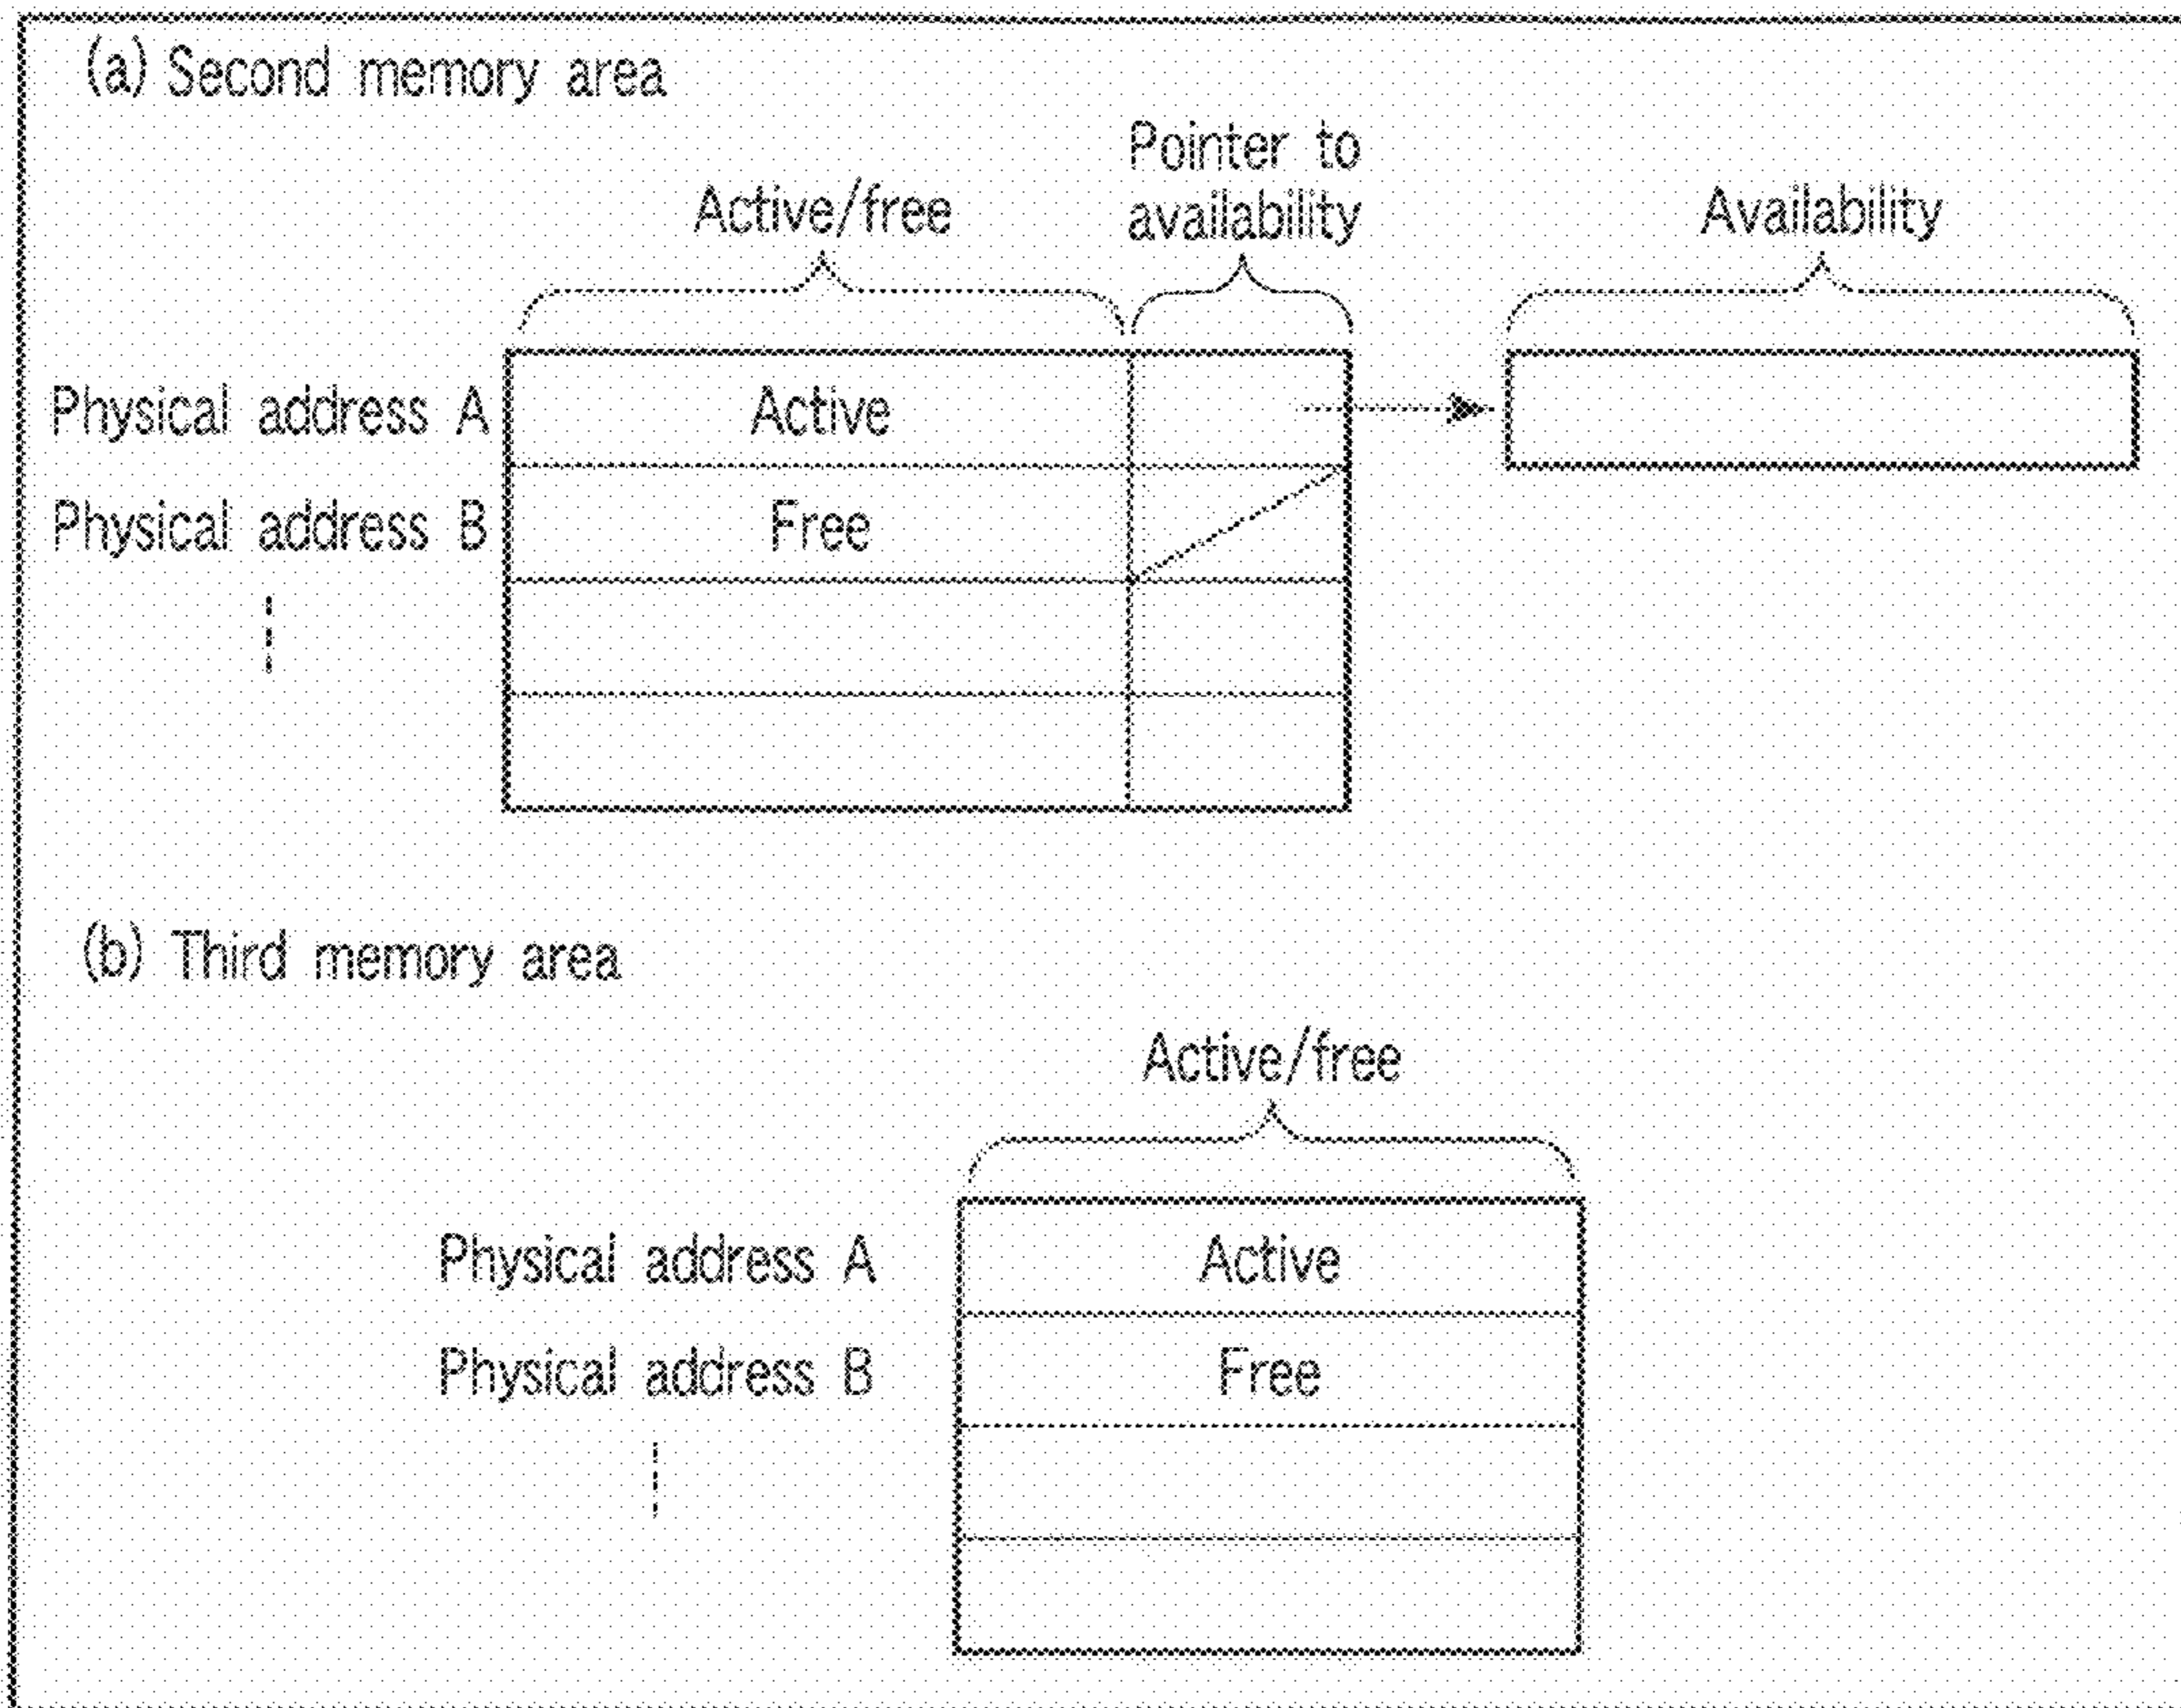 (a) Second memory area
Pointer to
Active/free availability Availability
Physical address A Active
Physical address B Free
(b) Third memory area
Active/free
Physical address A Active
Physical address B Free